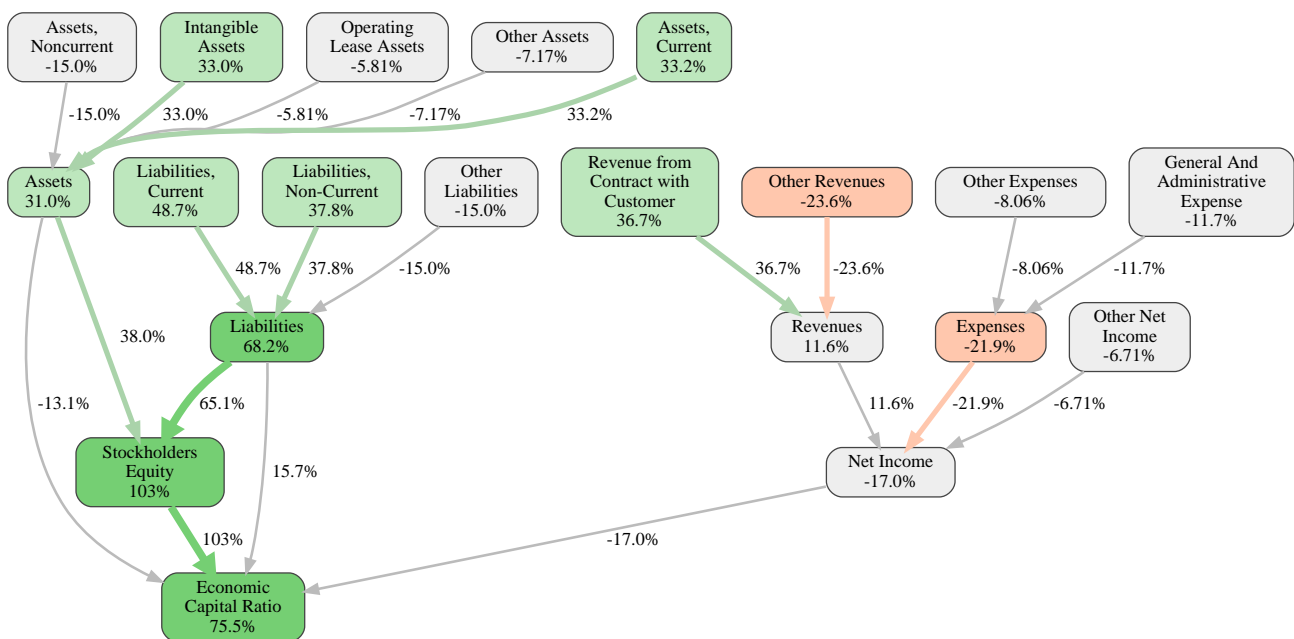 Assets,
Noncurrent
-15.0%
Intangible
Assets
33.0%
Operating
Lease Assets
-5.81%
Other Assets
-7.17%
Assets,
Current
33.2%
-15.0%
33.0%
-5.81%
-7.17%
33.2%
Assets
31.0%
Liabilities,
Current
48.7%
Liabilities,
Non-Current
37.8%
Other
Liabilities
-15.0%
Revenue from
Contract with
Customer
36.7%
Other Revenues
-23.6%
Other Expenses
-8.06%
General And
Administrative
Expense
-11.7%
48.7%
37.8%
-15.0%
36.7%
-23.6%
-8.06%
-11.7%
38.0%
Liabilities
68.2%
Revenues
11.6%
Expenses
-21.9%
Other Net
Income
-6.71%
-13.1%
65.1%
11.6%
-21.9%
-6.71%
Stockholders
Equity
103%
15.7%
Net Income
-17.0%
103%
-17.0%
Economic
Capital Ratio
75.5%